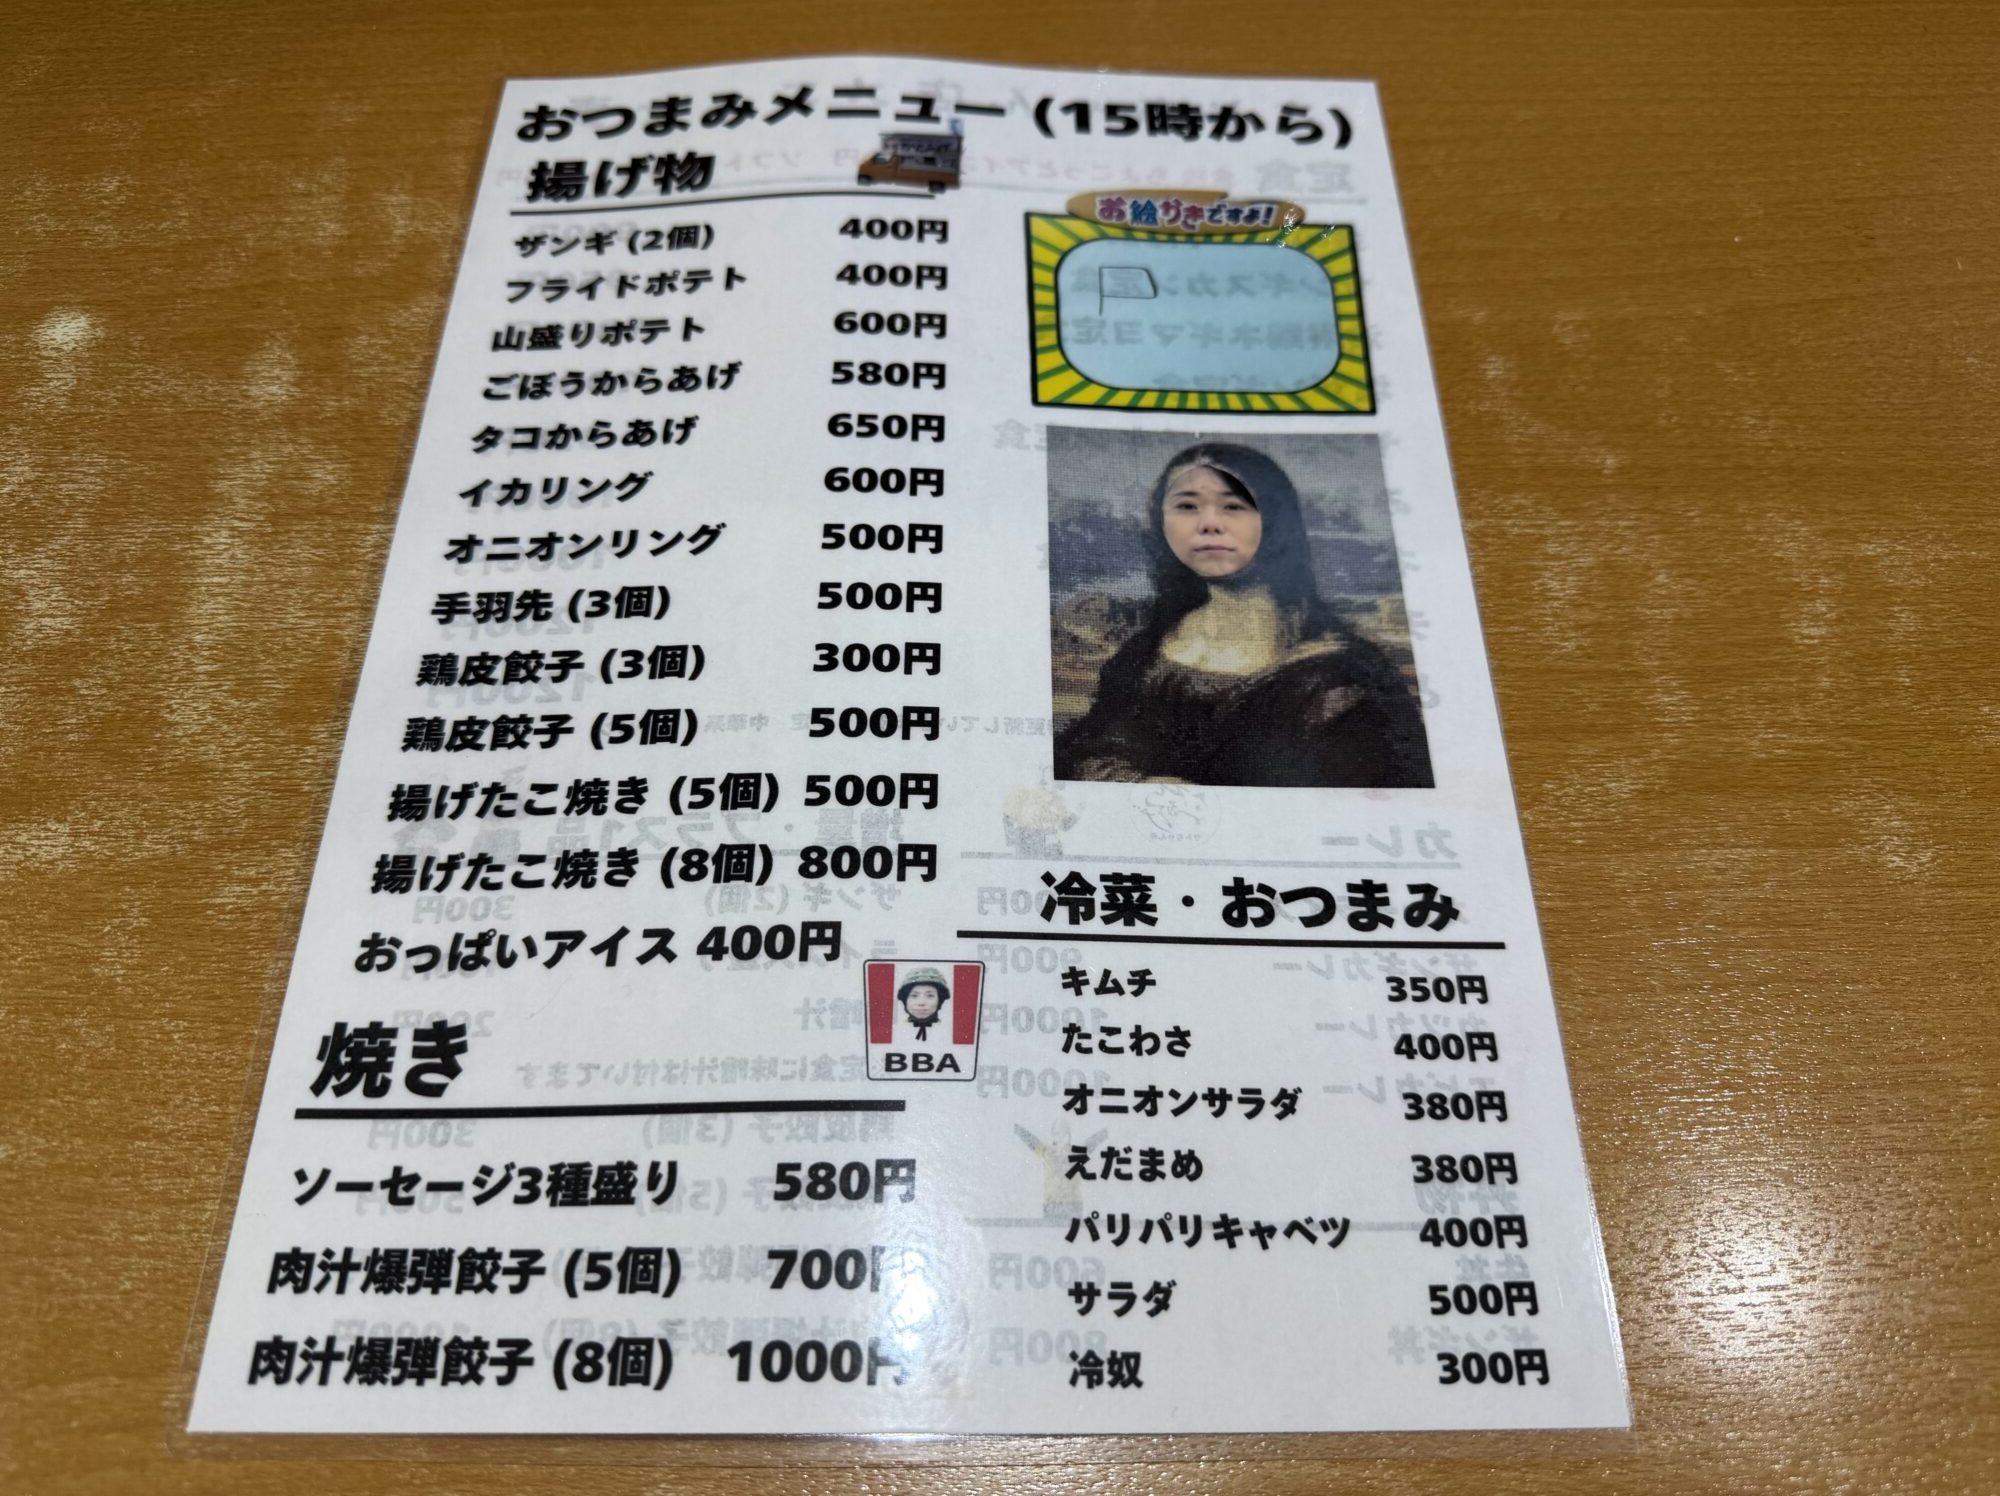 おつまみメニュー (15時から)
揚げ物
ザンギ (2個) 400円
フライドポテト 400円
山盛りポテト 600円
ごぼうからあげ 580円
タコからあげ 650円
イカリング 600円
オニオンリング 500円
手羽先 (3個) 500円
鶏皮餃子 (3個) 300円
鶏皮餃子 (5個) 500円
揚げたこ焼き (5個) 500円
揚げたこ焼き (8個) 800円
おっぱいアイス 400円
BBA
焼き
ソーセージ3種盛り 580円
肉汁爆弾餃子 (5個) 700円
肉汁爆弾餃子 (8個) 1000円
お絵かきですよ!
冷菜・おつまみ
キムチ 350円
たこわさ 400円
オニオンサラダ 380円
えだまめ 380円
パリパリキャベツ 400円
サラダ 500円
冷奴 300円